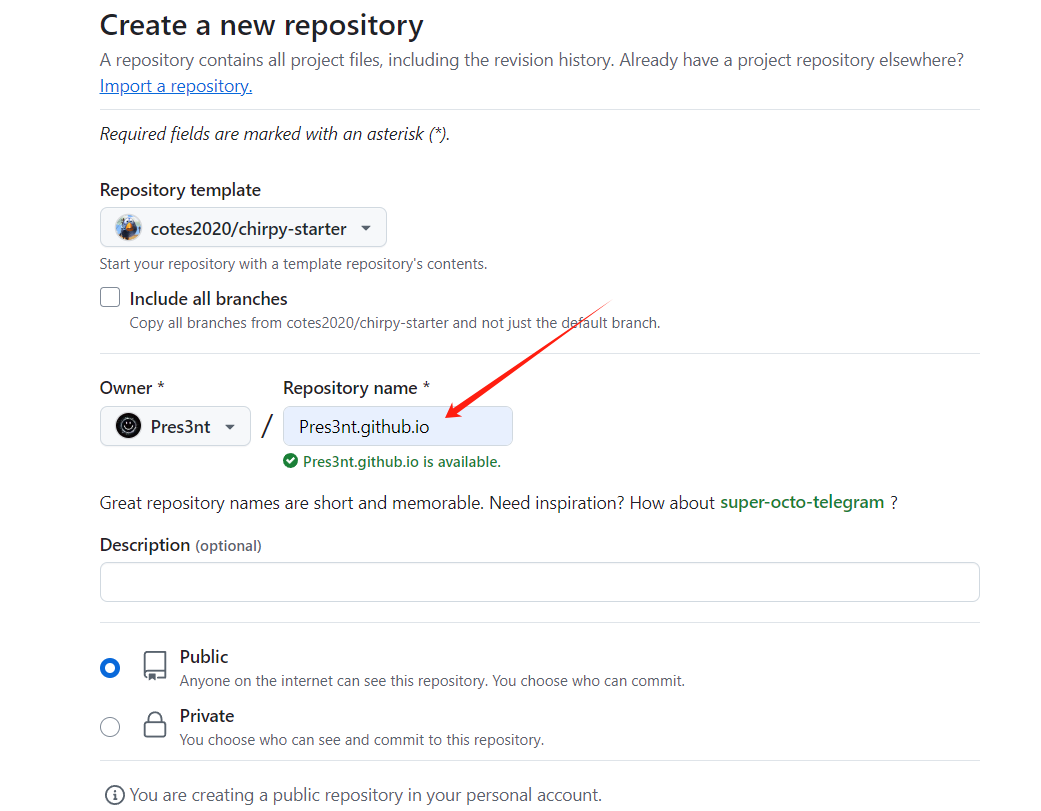 Create a new repository
A repository contains all project files, including the revision history. Already have a project repository elsewhere?
Import a repository.
Required fields are marked with an asterisk (*).
Repository template
cotes2020/chirpy-starter
Start your repository with a template repository's contents.
Include all branches
Copy all branches from cotes2020/chirpy-starter and not just the default branch.
Owner * Repository name *
Pres3nt / Pres3nt.github.io
Pres3nt.github.io is available.
Great repository names are short and memorable. Need inspiration? How about super-octo-telegram ?
Description (optional)
Public
Anyone on the internet can see this repository. You choose who can commit.
Private
You choose who can see and commit to this repository.
You are creating a public repository in your personal account.